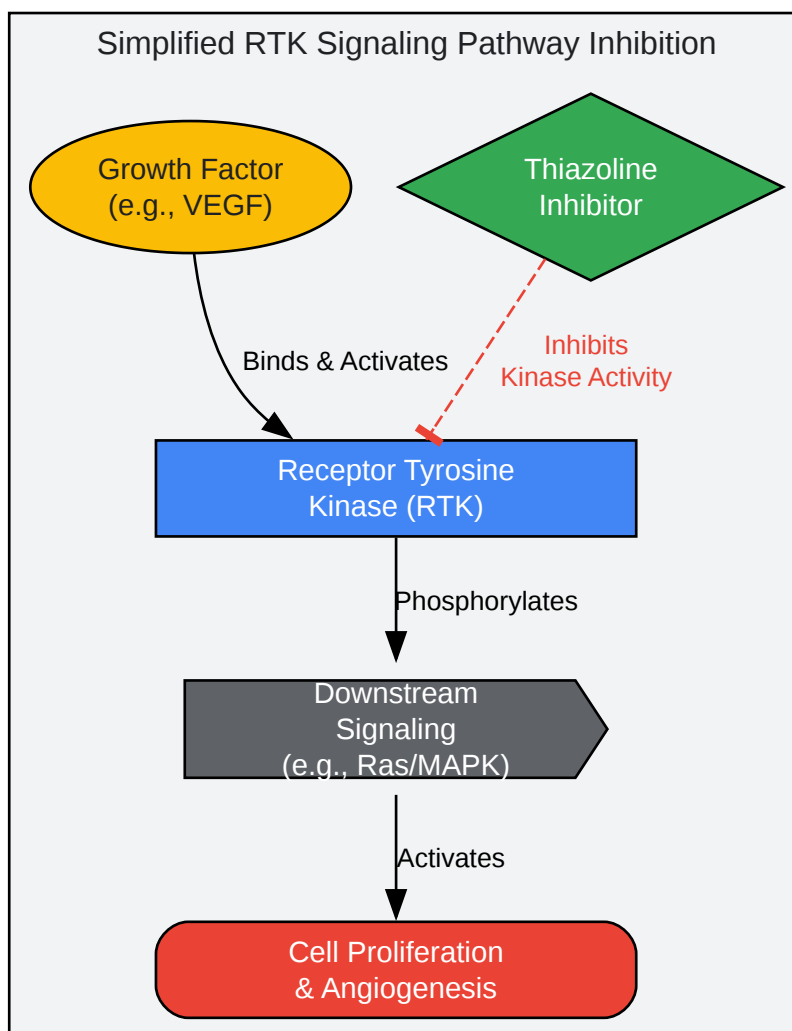 Simplified RTK Signaling Pathway Inhibition
Growth Factor
(e.g., VEGF)
Thiazoline
Inhibitor
Binds & Activates
Inhibits
Kinase Activity
Receptor Tyrosine
Kinase (RTK)
Phosphorylates
Downstream
Signaling
(e.g., Ras/MAPK)
Activates
Cell Proliferation
& Angiogenesis